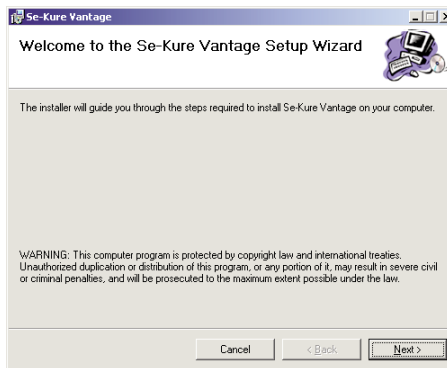 Se-Kure Vantage
Welcome to the Se-Kure Vantage Setup Wizard
The installer will guide you through the steps required to install Se-Kure Vantage on your computer.
WARNING: This computer program is protected by copyright law and international treaties.
Unauthorized duplication or distribution of this program, or any portion of it, may result in severe civil
or criminal penalties, and will be prosecuted to the maximum extent possible under the law.
Cancel < Back Next >